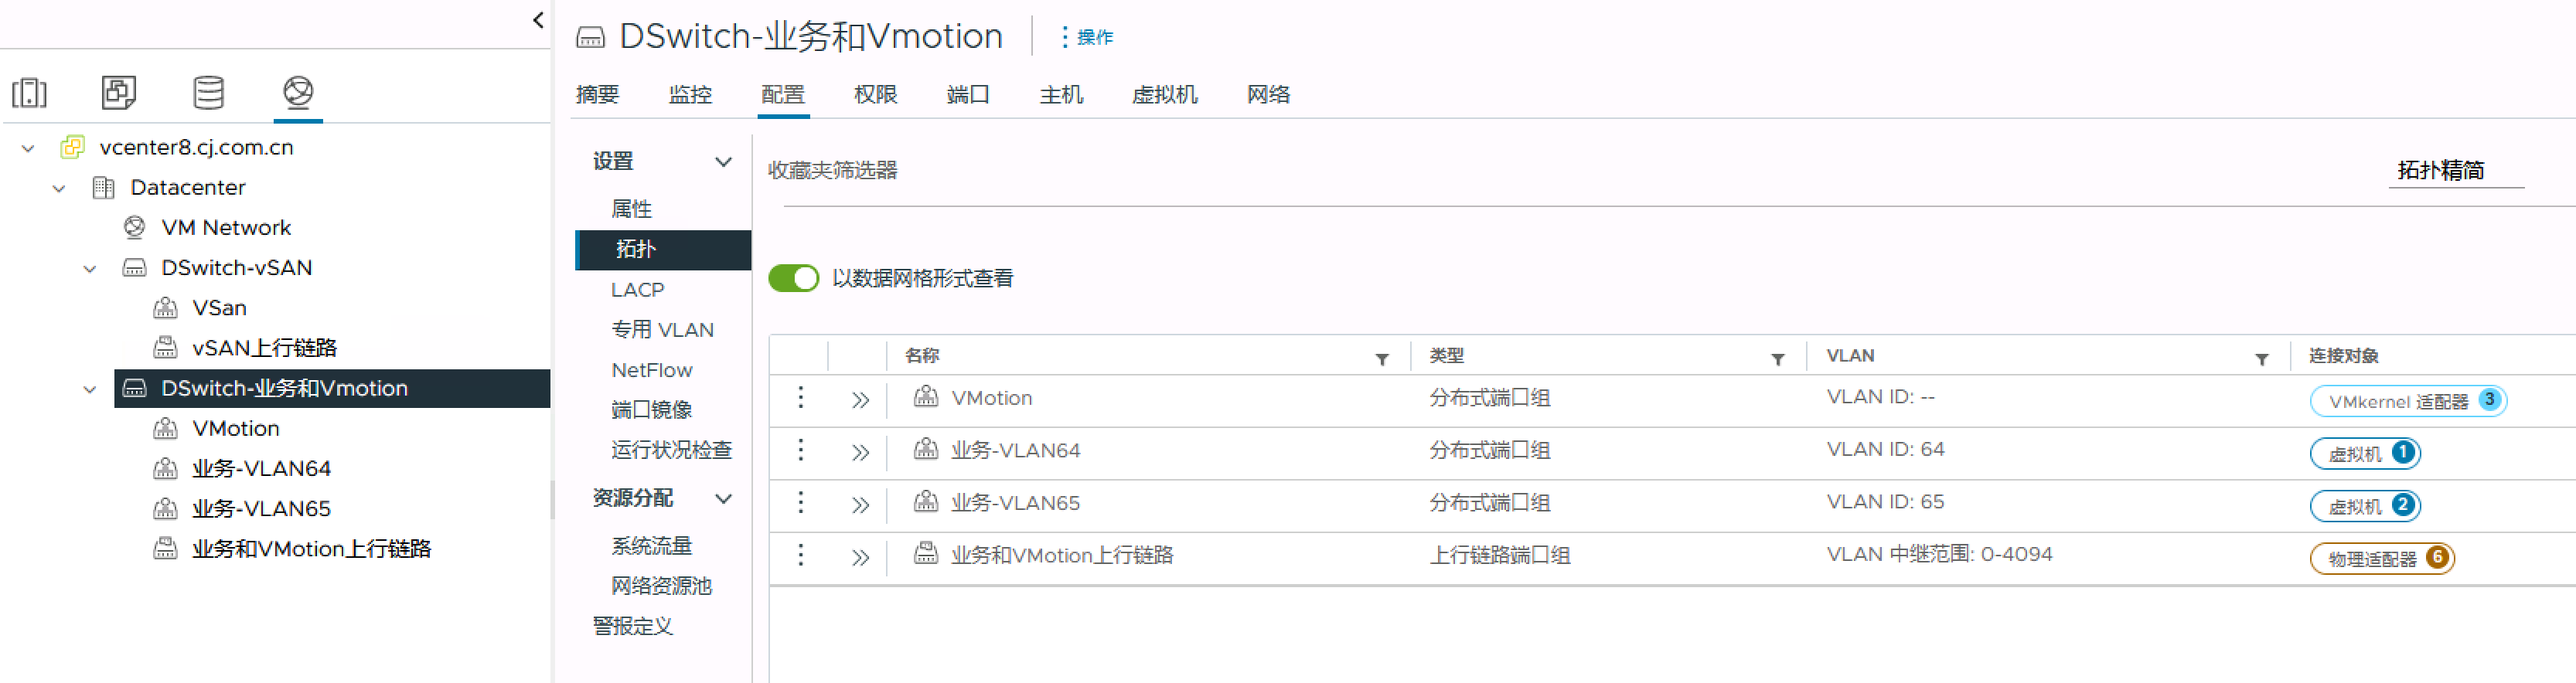 DSwitch-业务和Vmotion
操作
摘要 监控 配置 权限 端口 主机 虚拟机 网络
vcenter8.cj.com.cn
Datacenter
VM Network
DSwitch-vSAN
VSan
vSAN上行链路
DSwitch-业务和Vmotion
VMotion
业务-VLAN64
业务-VLAN65
业务和VMotion上行链路
设置
属性
拓扑
LACP
专用 VLAN
NetFlow
端口镜像
运行状况检查
资源分配
系统流量
网络资源池
警报定义
收藏夹筛选器
拓扑精简
以数据网格形式查看
名称 类型 VLAN 连接对象
VMotion 分布式端口组 VLAN ID: -- VMkernel 适配器 3
业务-VLAN64 分布式端口组 VLAN ID: 64 虚拟机 1
业务-VLAN65 分布式端口组 VLAN ID: 65 虚拟机 2
业务和VMotion上行链路 上行链路端口组 VLAN 中继范围: 0-4094 物理适配器 6